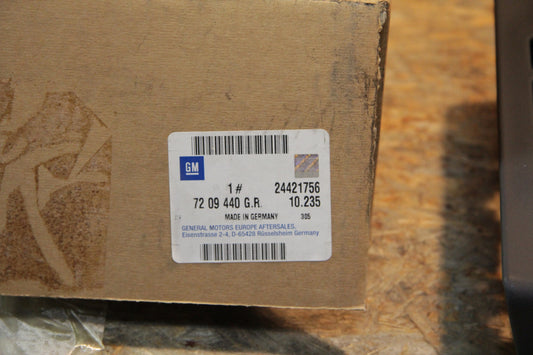 GM
1# 24421756
72 09 440 G.R. 10.235
MADE IN GERMANY 305
GENERAL MOTORS EUROPE AFTERSALES,
Eisenstrasse 2-4, D-65428 Rüsselsheim Germany